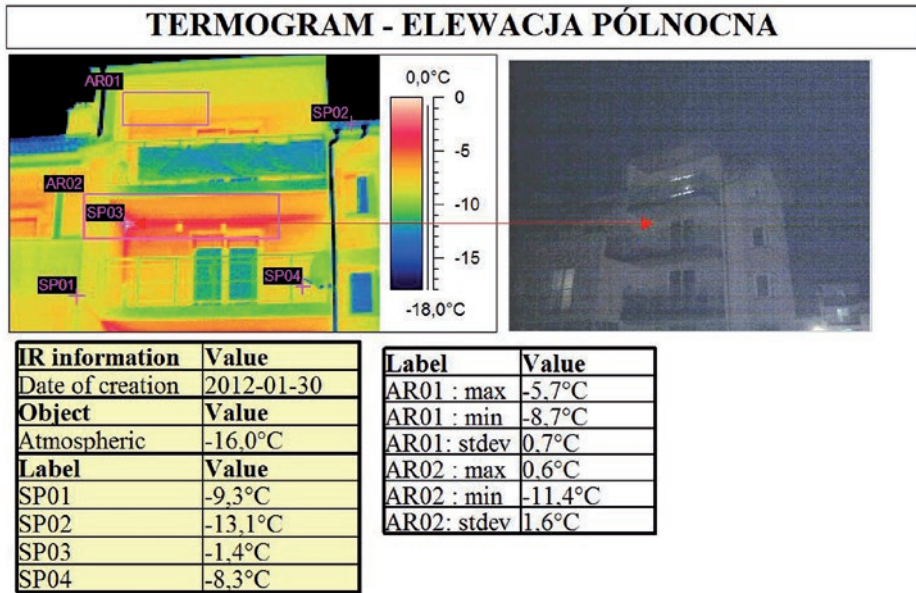 TERMOGRAM - ELEWACJA PÓLNOCNA
AR01
SP02
AR02
SP03
SP01
SP04
0,0°C
0
-5
-10
-15
-18,0°C
IR information Value
Date of creation 2012-01-30
Object Value
Atmospheric -16,0°C
Label Value
SP01 -9,3°C
SP02 -13,1°C
SP03 -1,4°C
SP04 -8,3°C
Label Value
AR01 : max -5,7°C
AR01 : min -8,7°C
AR01: stdev 0,7°C
AR02 : max 0,6°C
AR02 : min -11,4°C
AR02: stdev 1,6°C